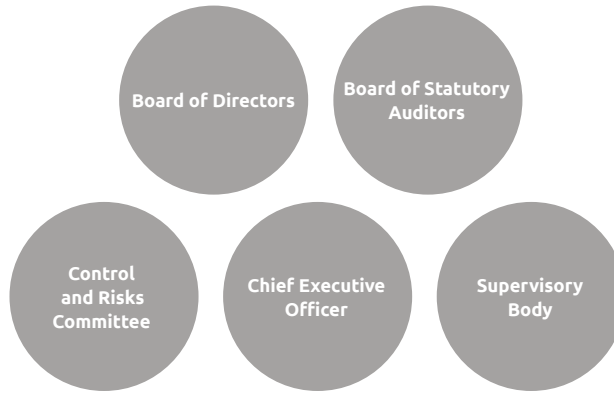 Board of Directors
Board of Statutory
Auditors
Control
and Risks
Committee
Chief Executive
Officer
Supervisory
Body